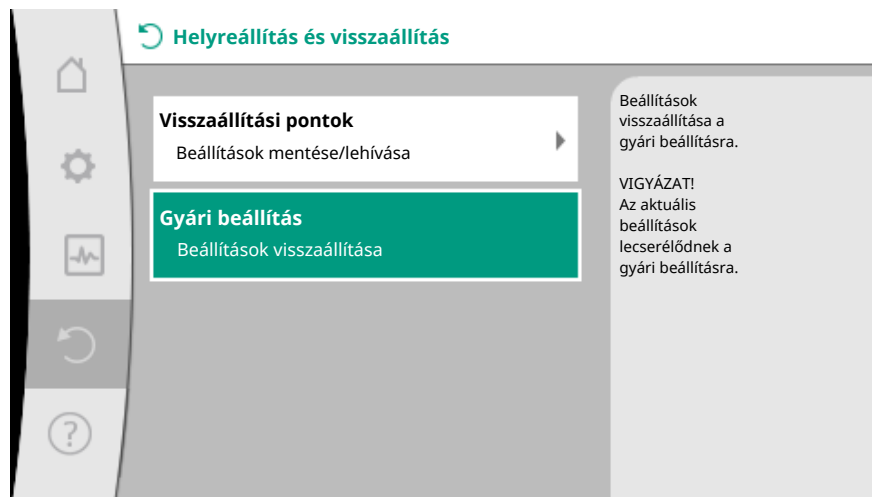 Helyreállítás és visszaállítás
Visszaállítási pontok
Beállítások mentése/lehívása
Gyári beállítás
Beállítások visszaállítása
Beállítások
visszaállítása a
gyári beállításra.
VIGYÁZAT!
Az aktuális
beállítások
lecserélődnek a
gyári beállításra.
?